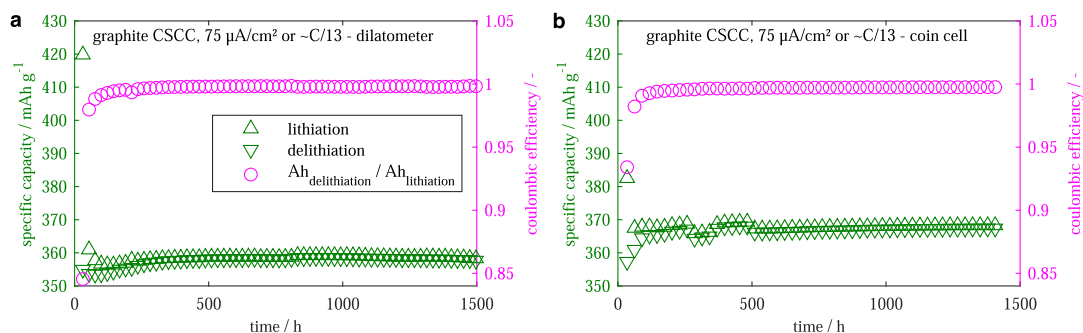 a
graphite CSCC, 75 µA/cm² or ~C/13 - dilatometer
430
420
410
400
390
380
370
360
350
specific capacity / mAh g⁻¹
lithiation
delithiation
Ah_delithiation / Ah_lithiation
1.05
1
0.95
0.9
0.85
coulombic efficiency / -
0
500
1000
1500
time / h
b
graphite CSCC, 75 µA/cm² or ~C/13 - coin cell
430
420
410
400
390
380
370
360
350
specific capacity / mAh g⁻¹
1.05
1
0.95
0.9
0.85
coulombic efficiency / -
0
500
1000
1500
time / h